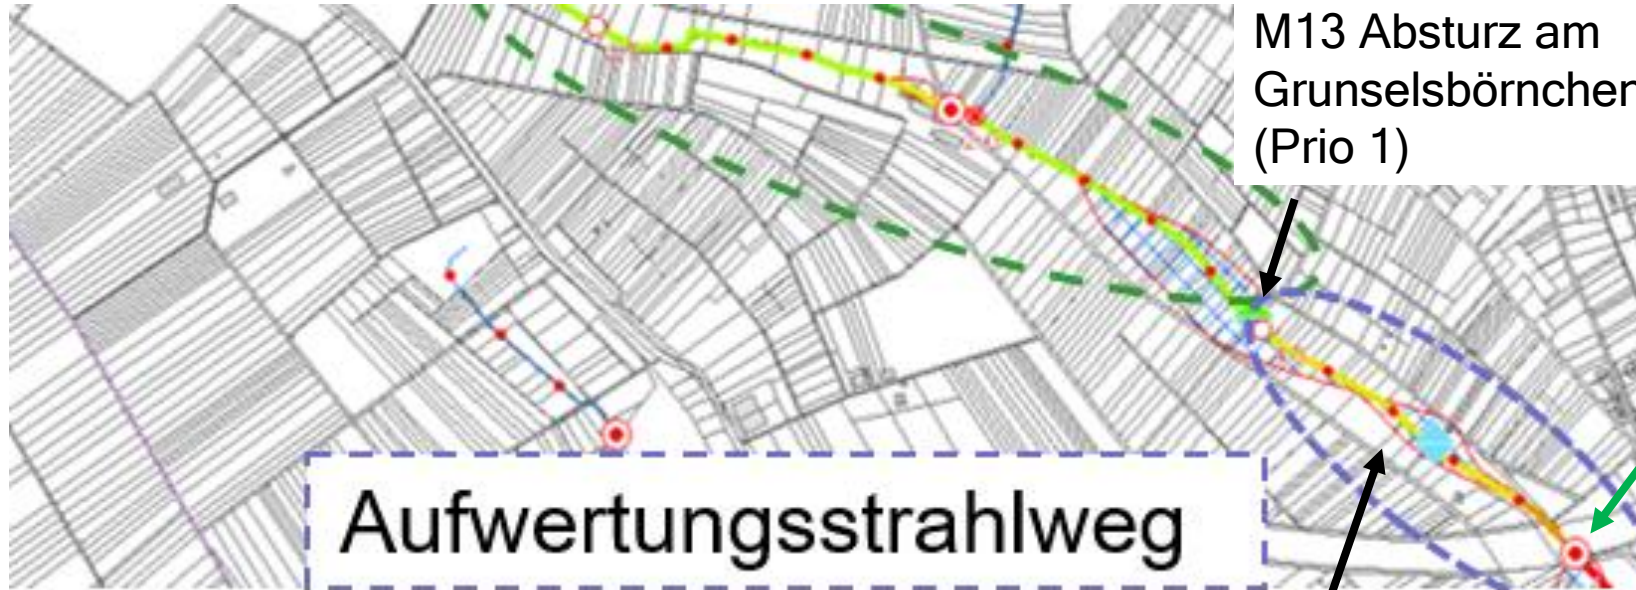 M13 Absturz am
Grunselsbörnchen
(Prio 1)
Aufwertungsstrahlweg